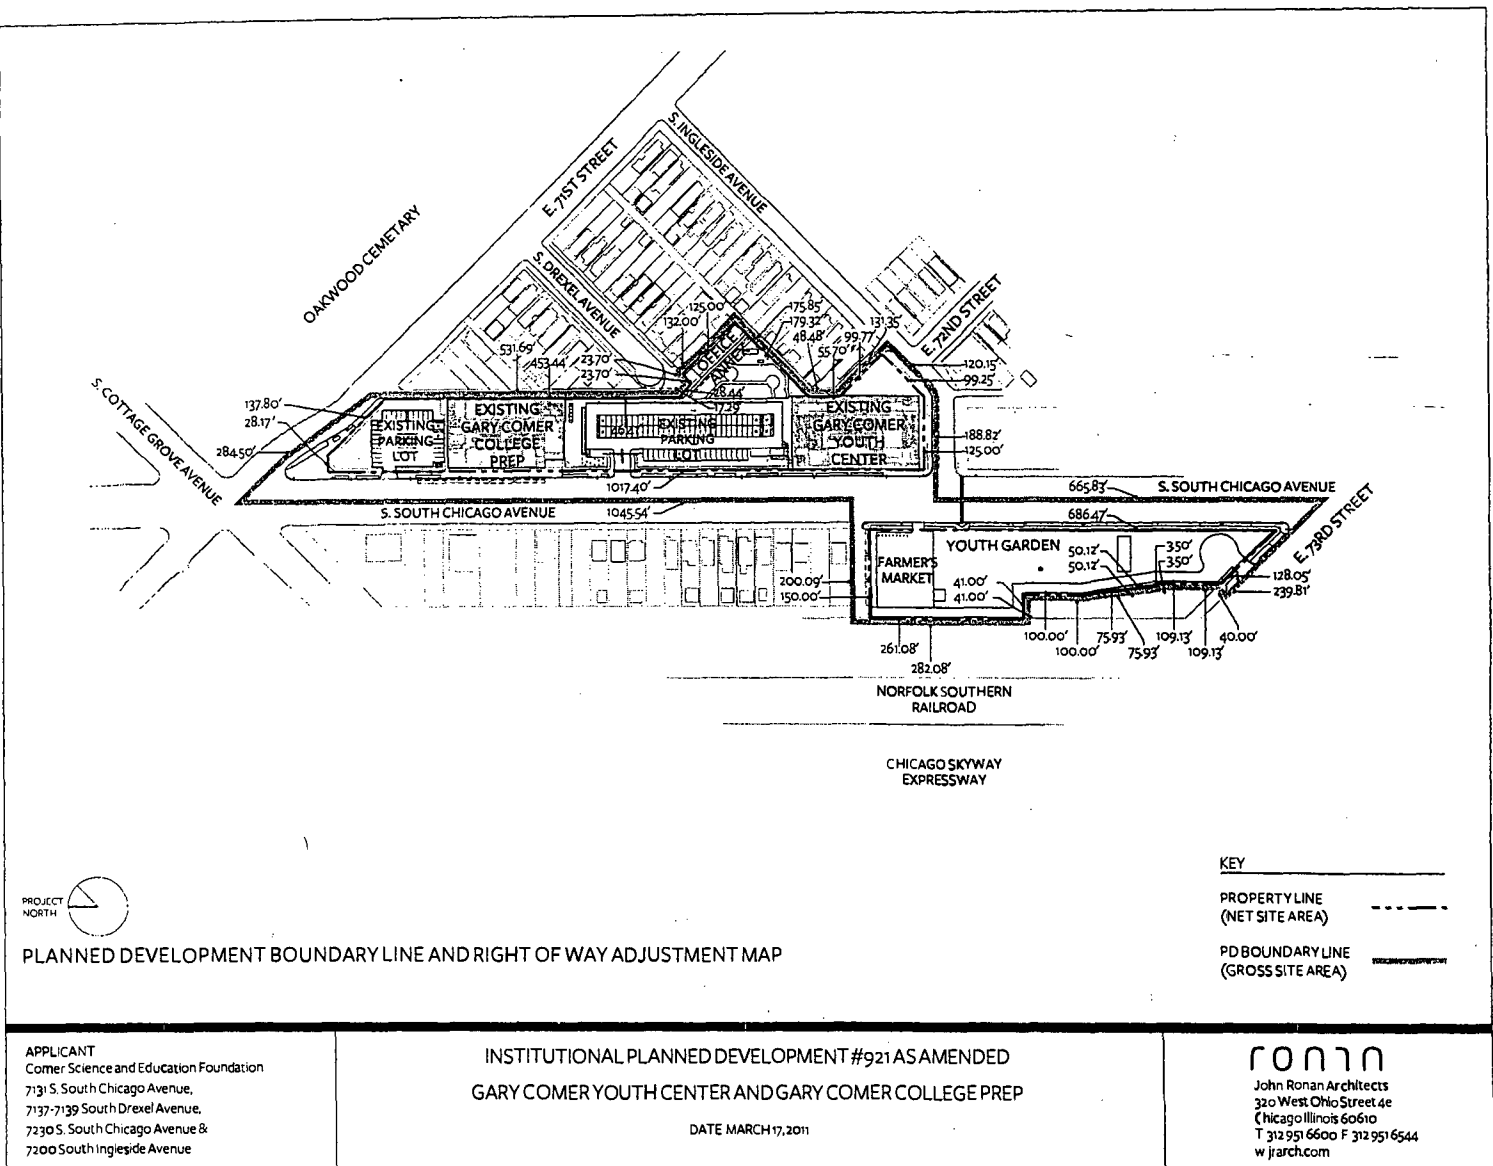 S. INGLESIDE AVENUE
E. 71ST STREET
OAKWOOD CEMETARY
S. DREXEL AVENUE
E. 72ND STREET
S. COTTAGE GROVE AVENUE
125.00'
132.00'
175.85'
179.32'
48.48'
99.77'
55.70'
131.35'
531.69'
453.44'
23.70'
23.70'
OFFICE
ANNEX
120.15'
99.25'
28.44'
17.29'
137.80'
28.17'
284.50'
EXISTING
PARKING
LOT
EXISTING
GARY COMER
COLLEGE
PREP
EXISTING
PARKING
LOT
EXISTING
GARY COMER
YOUTH
CENTER
188.82'
125.00'
1017.40'
1045.54'
S. SOUTH CHICAGO AVENUE
665.83'
S. SOUTH CHICAGO AVENUE
686.47'
E. 73RD STREET
FARMER'S
MARKET
YOUTH GARDEN
50.12'
50.12'
3.50'
3.50'
41.00'
41.00'
200.09'
150.00'
128.05'
239.81'
261.08'
282.08'
100.00'
100.00'
75.93'
75.93'
109.13'
109.13'
40.00'
NORFOLK SOUTHERN
RAILROAD
CHICAGO SKYWAY
EXPRESSWAY
PROJECT
NORTH
KEY
PROPERTY LINE
(NET SITE AREA)
PD BOUNDARY LINE
(GROSS SITE AREA)
PLANNED DEVELOPMENT BOUNDARY LINE AND RIGHT OF WAY ADJUSTMENT MAP
APPLICANT
Comer Science and Education Foundation
7131 S. South Chicago Avenue,
7137-7139 South Drexel Avenue,
7230 S. South Chicago Avenue &
7200 South Ingleside Avenue
INSTITUTIONAL PLANNED DEVELOPMENT #921 AS AMENDED
GARY COMER YOUTH CENTER AND GARY COMER COLLEGE PREP
DATE MARCH 17, 2011
ronan
John Ronan Architects
320 West Ohio Street 4e
Chicago Illinois 60610
T 312 951 6600 F 312 951 6544
w jrarch.com